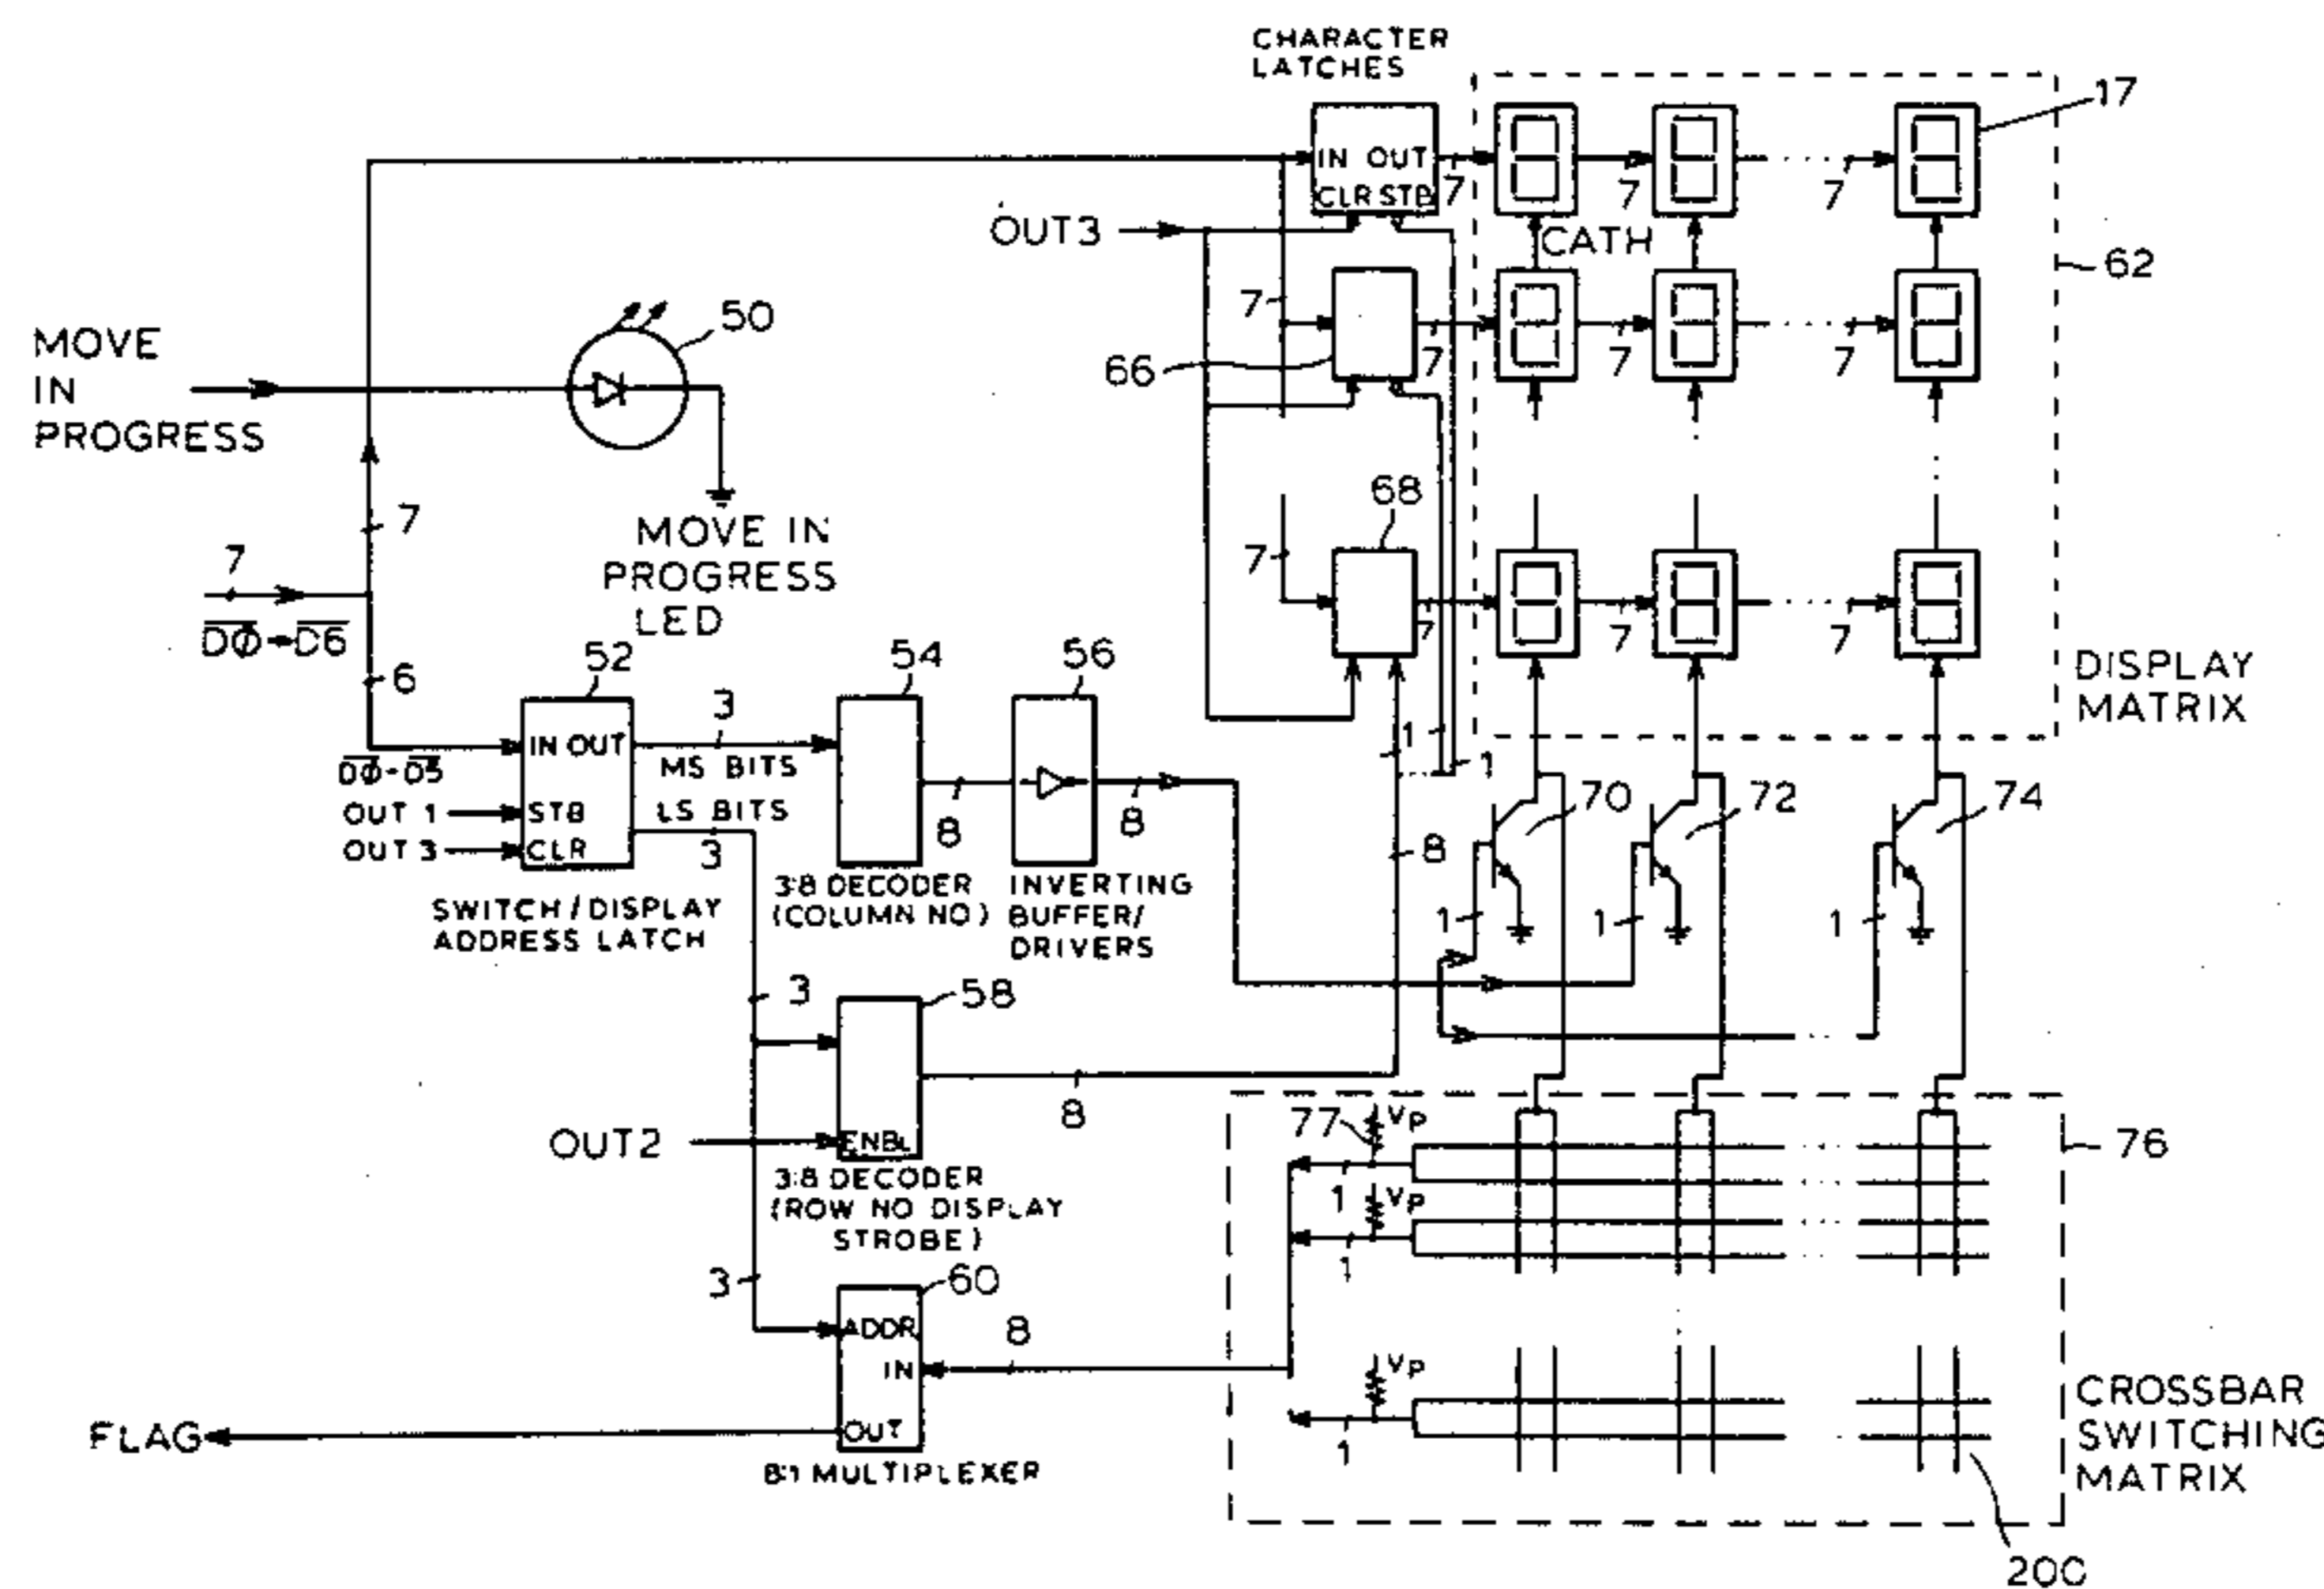 CHARACTER
LATCHES
17
IN OUT
CLR STB
7
7
7
OUT3
CATH
62
MOVE
IN
PROGRESS
50
7
66
7
7
7
7
MOVE IN
PROGRESS
LED
68
7
7
D0̅ - D6̅
6
7
7
7
7
DISPLAY
MATRIX
52
54
56
3
IN OUT
MS BITS
D0̅ - D5̅
OUT 1
STB
LS BITS
OUT 3
CLR
3
8
8
1
1
1
8
70
72
74
3:8 DECODER
(COLUMN NO)
INVERTING
BUFFER/
DRIVERS
SWITCH/DISPLAY
ADDRESS LATCH
1
1
1
3
58
8
OUT2
ENBL
3:8 DECODER
(ROW NO DISPLAY
STROBE)
77
VP
76
1
VP
1
3
60
ADDR
IN
OUT
8
VP
1
FLAG
8:1 MULTIPLEXER
CROSSBAR
SWITCHING
MATRIX
200